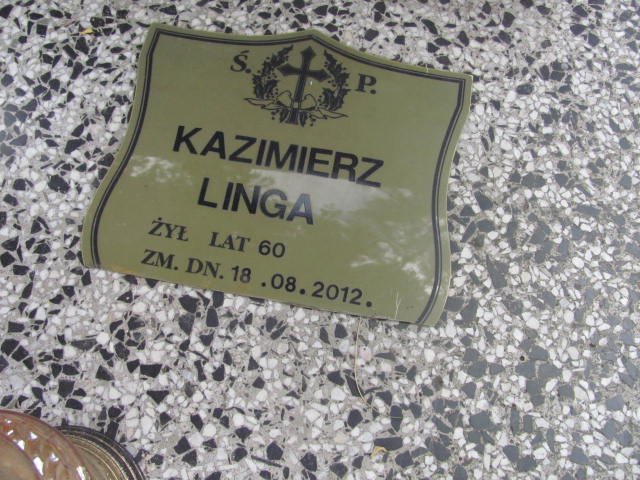 Ś. P.
KAZIMIERZ
LINGA
ŻYŁ LAT 60
ZM. DN. 18.08.2012.